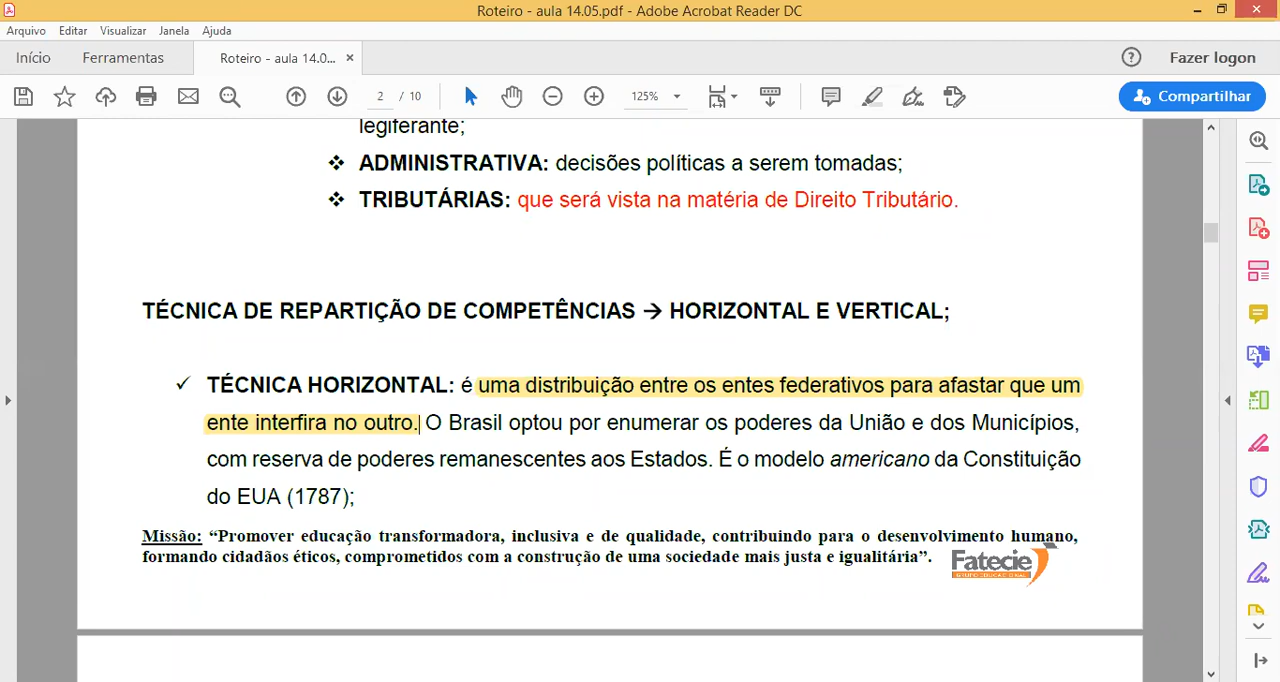 Roteiro - aula 14.05.pdf - Adobe Acrobat Reader DC
Arquivo Editar Visualizar Janela Ajuda
Início Ferramentas Roteiro - aula 14.0... × Fazer logon
2 / 10 125% Compartilhar
legiferante;
❖ ADMINISTRATIVA: decisões políticas a serem tomadas;
❖ TRIBUTÁRIAS: que será vista na matéria de Direito Tributário.
TÉCNICA DE REPARTIÇÃO DE COMPETÊNCIAS → HORIZONTAL E VERTICAL;
✓ TÉCNICA HORIZONTAL: é uma distribuição entre os entes federativos para afastar que um
ente interfira no outro. O Brasil optou por enumerar os poderes da União e dos Municípios,
com reserva de poderes remanescentes aos Estados. É o modelo americano da Constituição
do EUA (1787);
Missão: “Promover educação transformadora, inclusiva e de qualidade, contribuindo para o desenvolvimento humano,
formando cidadãos éticos, comprometidos com a construção de uma sociedade mais justa e igualitária”.
Fatecie
GRUPO EDUCACIONAL